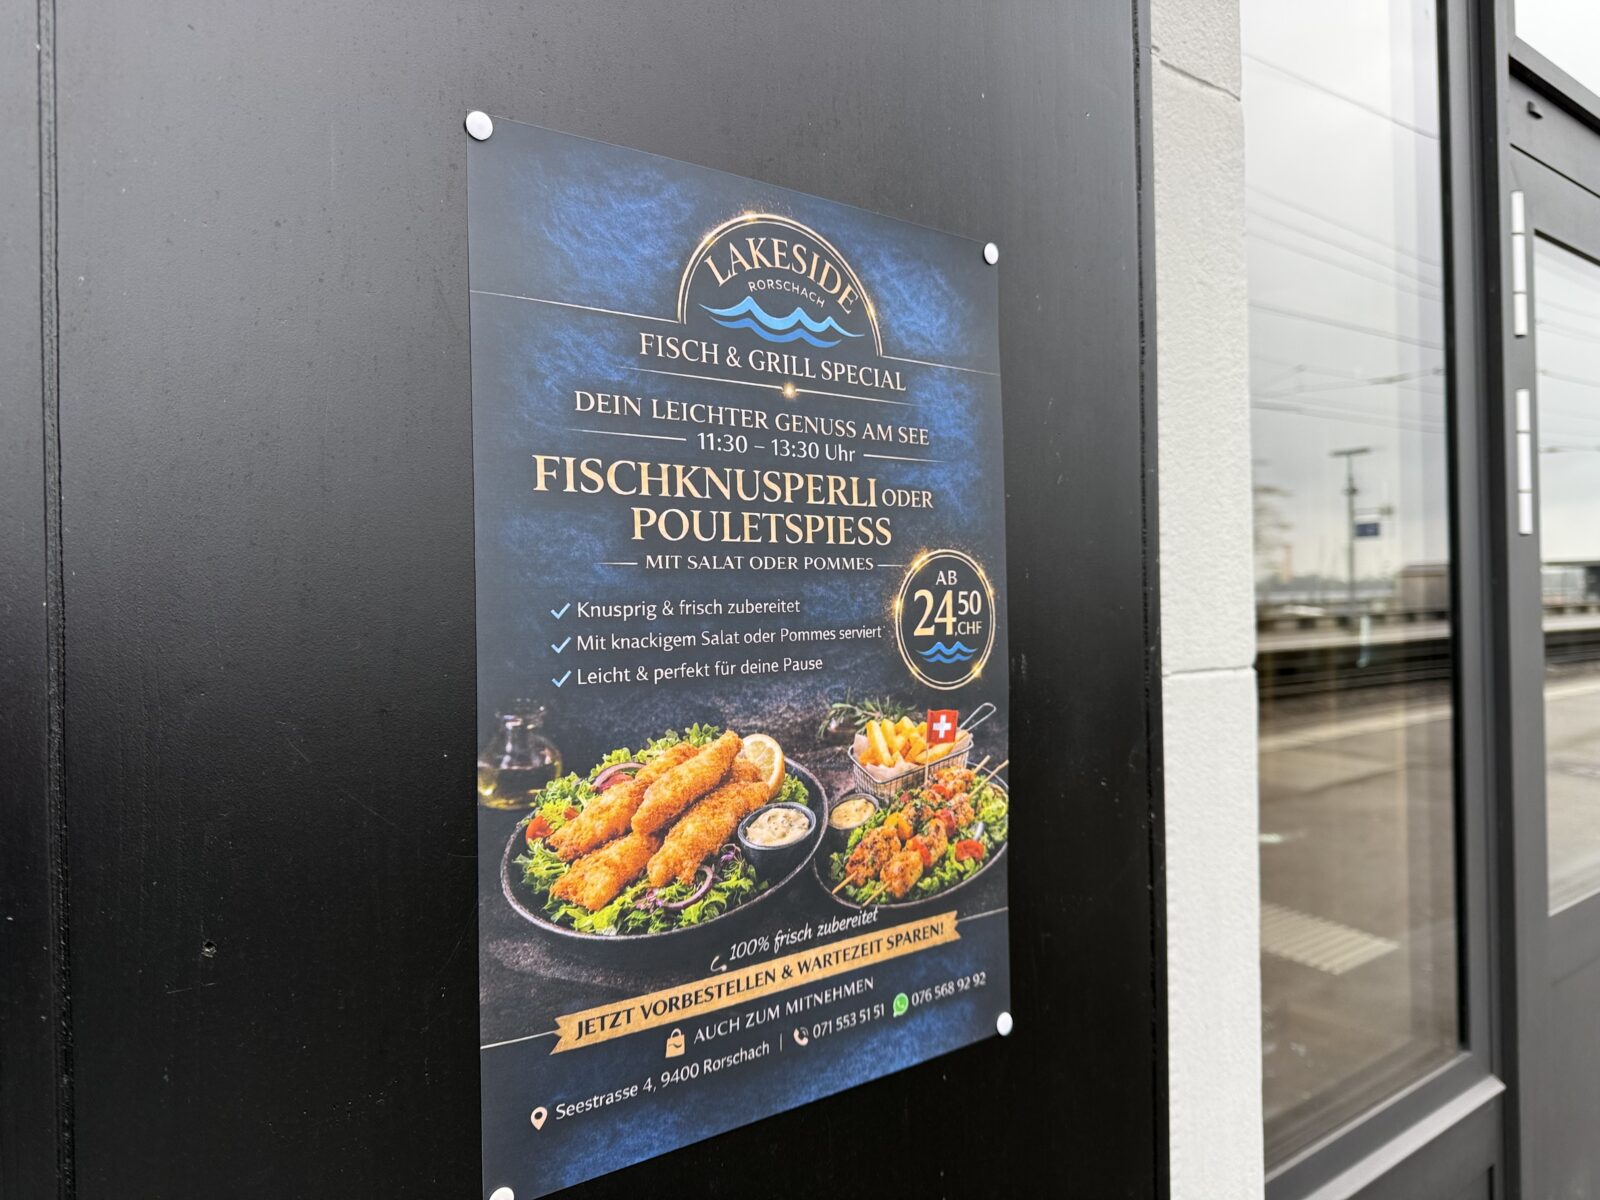 LAKESIDE
RORSCHACH
FISCH & GRILL SPECIAL
DEIN LEICHTER GENUSS AM SEE
11:30 – 13:30 Uhr
FISCHKNUSPERLI ODER
POULETSPIESS
MIT SALAT ODER POMMES
AB
24,50
CHF
Knusprig & frisch zubereitet
Mit knackigem Salat oder Pommes serviert
Leicht & perfekt für deine Pause
100% frisch zubereitet
JETZT VORBESTELLEN & WARTEZEIT SPAREN!
AUCH ZUM MITNEHMEN
Seestrasse 4, 9400 Rorschach | 071 553 51 51 076 568 92 92